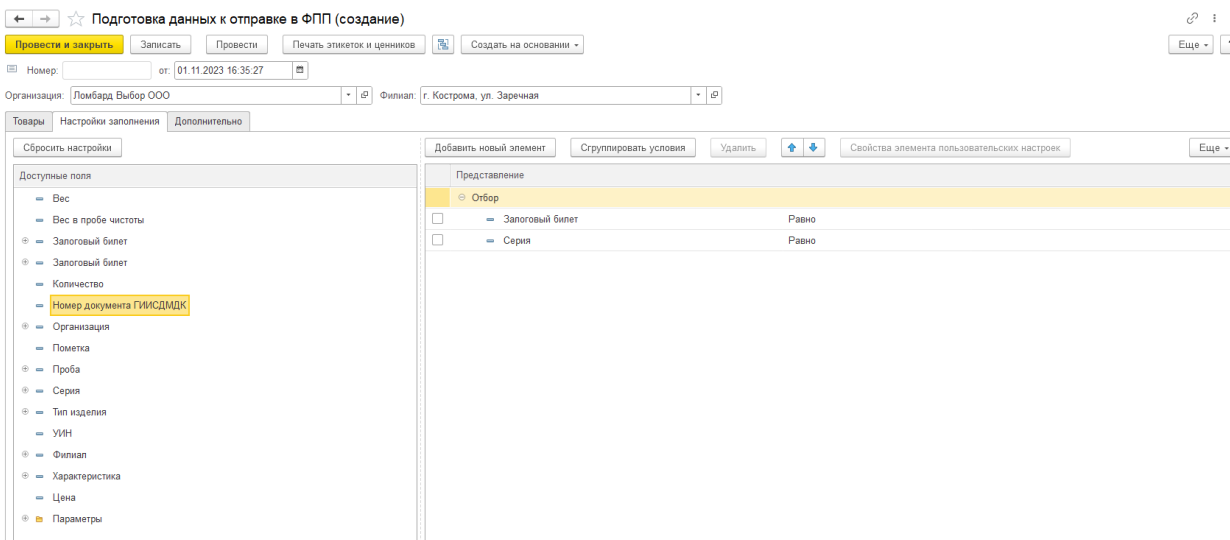 Подготовка данных к отправке в ФПП (создание)
Провести и закрыть Записать Провести Печать этикеток и ценников Создать на основании Еще
Номер: от: 01.11.2023 16:35:27
Организация: Ломбард Выбор ООО Филиал: г. Кострома, ул. Заречная
Товары Настройки заполнения Дополнительно
Сбросить настройки Добавить новый элемент Сгруппировать условия Удалить Свойства элемента пользовательских настроек Еще
Доступные поля Представление
Вес Отбор
Вес в пробе чистоты Залоговый билет Равно
Залоговый билет Серия Равно
Залоговый билет
Количество
Номер документа ГИИСДМДК
Организация
Пометка
Проба
Серия
Тип изделия
УИН
Филиал
Характеристика
Цена
Параметры